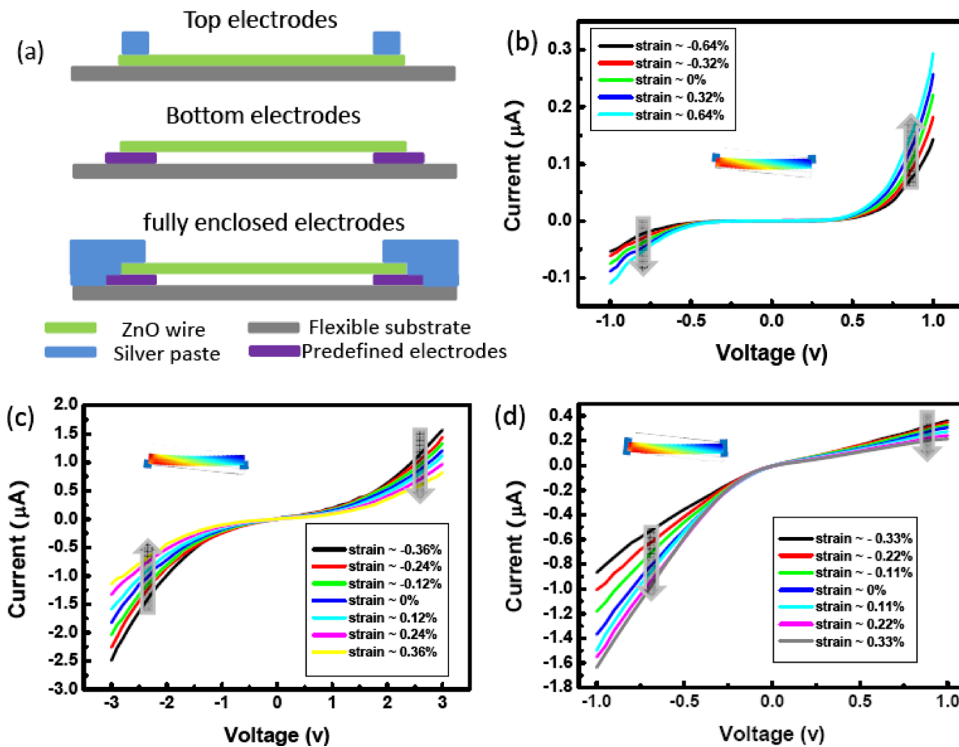 (a)
Top electrodes
Bottom electrodes
fully enclosed electrodes
ZnO wire
Flexible substrate
Silver paste
Predefined electrodes
(b)
strain ~ -0.64%
strain ~ -0.32%
strain ~ 0%
strain ~ 0.32%
strain ~ 0.64%
0.3
0.2
0.1
0.0
-0.1
Current (μA)
-1.0 -0.5 0.0 0.5 1.0
Voltage (v)
(c)
2.0
1.5
1.0
0.5
0.0
-0.5
-1.0
-1.5
-2.0
-2.5
-3.0
Current (μA)
strain ~ -0.36%
strain ~ -0.24%
strain ~ -0.12%
strain ~ 0%
strain ~ 0.12%
strain ~ 0.24%
strain ~ 0.36%
-3 -2 -1 0 1 2 3
Voltage (v)
(d)
0.4
0.2
0.0
-0.2
-0.4
-0.6
-0.8
-1.0
-1.2
-1.4
-1.6
-1.8
Current (μA)
strain ~ - 0.33%
strain ~ - 0.22%
strain ~ - 0.11%
strain ~ 0%
strain ~ 0.11%
strain ~ 0.22%
strain ~ 0.33%
-1.0 -0.5 0.0 0.5 1.0
Voltage (v)